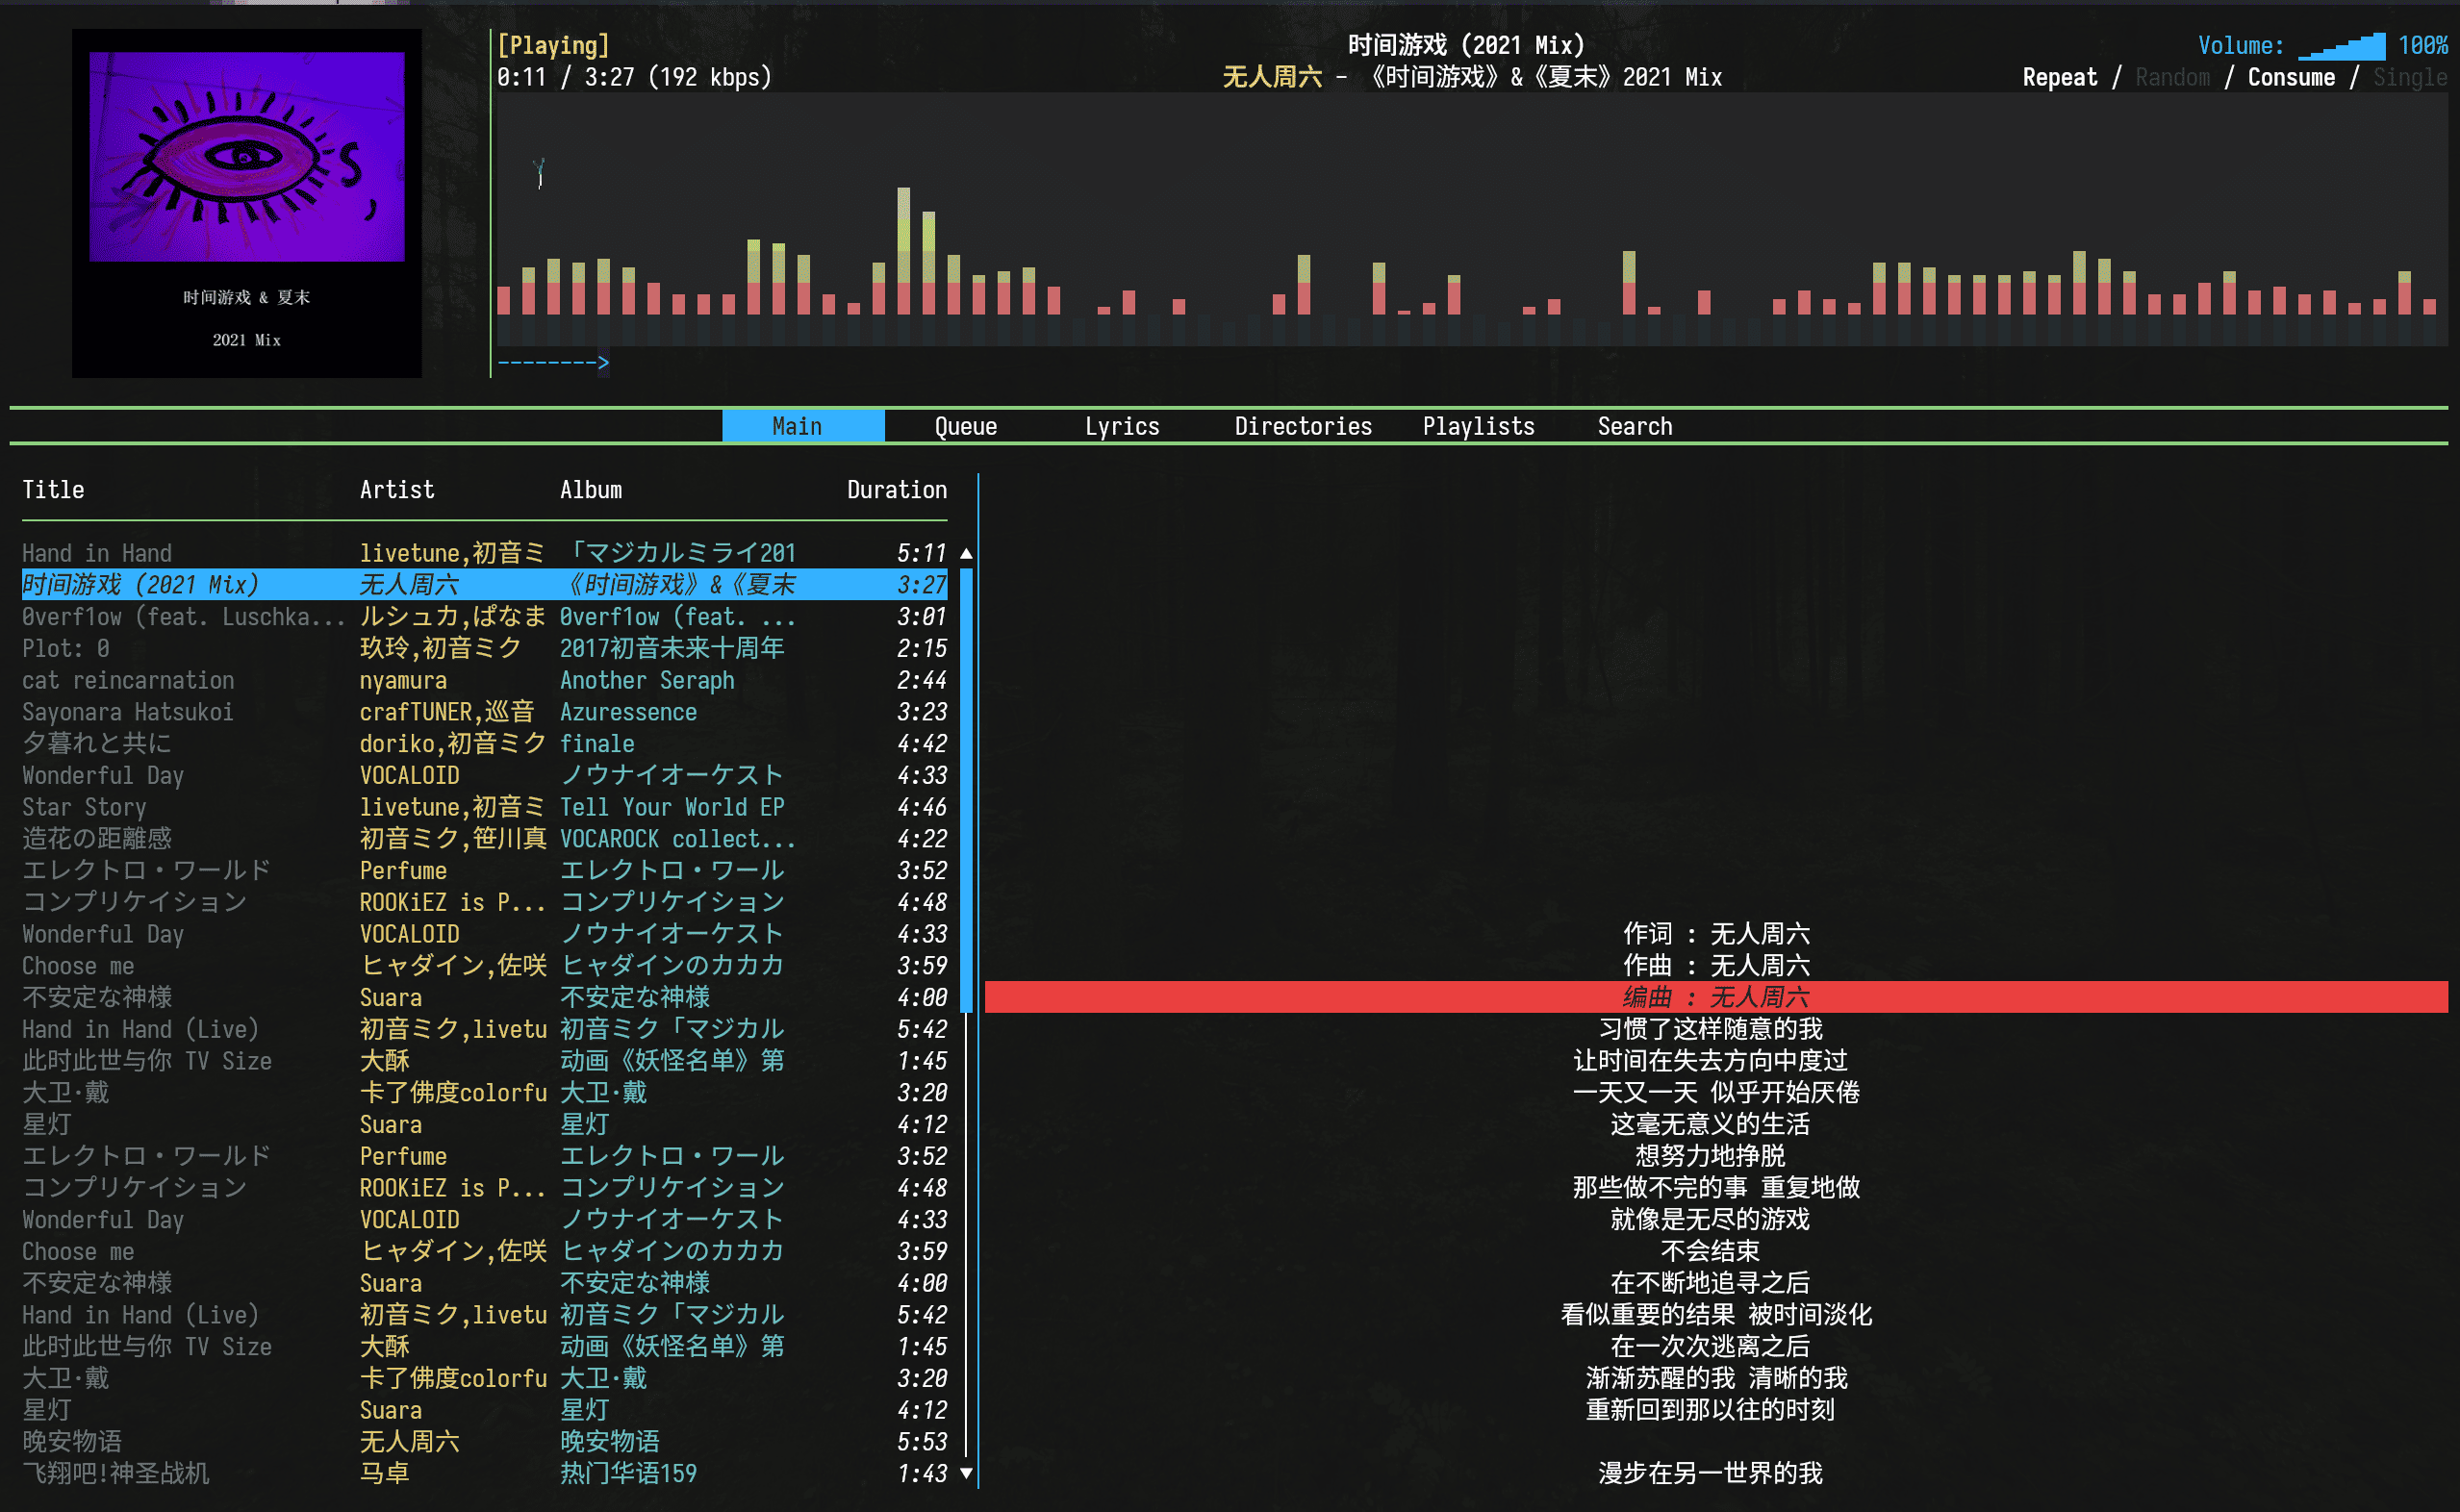 时间游戏 & 夏末
2021 Mix
[Playing] 时间游戏 (2021 Mix) Volume: 100%
0:11 / 3:27 (192 kbps) 无人周六 - 《时间游戏》&《夏末》2021 Mix Repeat / Random / Consume / Single
-------->
Main Queue Lyrics Directories Playlists Search
Title Artist Album Duration
Hand in Hand livetune,初音ミ 「マジカルミライ201 5:11
时间游戏 (2021 Mix) 无人周六 《时间游戏》&《夏末 3:27
0verf1ow (feat. Luschka... ルシュカ,ぱなま 0verf1ow (feat. ... 3:01
Plot: 0 玖玲,初音ミク 2017初音未来十周年 2:15
cat reincarnation nyamura Another Seraph 2:44
Sayonara Hatsukoi crafTUNER,巡音 Azuressence 3:23
夕暮れと共に doriko,初音ミク finale 4:42
Wonderful Day VOCALOID ノウナイオーケスト 4:33
Star Story livetune,初音ミ Tell Your World EP 4:46
造花の距離感 初音ミク,笹川真 VOCAROCK collect... 4:22
エレクトロ・ワールド Perfume エレクトロ・ワール 3:52
コンプリケイション ROOKiEZ is P... コンプリケイション 4:48
Wonderful Day VOCALOID ノウナイオーケスト 4:33
Choose me ヒャダイン,佐咲 ヒャダインのカカカ 3:59
不安定な神様 Suara 不安定な神様 4:00
Hand in Hand (Live) 初音ミク,livetu 初音ミク「マジカル 5:42
此时此世与你 TV Size 大酥 动画《妖怪名单》第 1:45
大卫·戴 卡了佛度colorfu 大卫·戴 3:20
星灯 Suara 星灯 4:12
エレクトロ・ワールド Perfume エレクトロ・ワール 3:52
コンプリケイション ROOKiEZ is P... コンプリケイション 4:48
Wonderful Day VOCALOID ノウナイオーケスト 4:33
Choose me ヒャダイン,佐咲 ヒャダインのカカカ 3:59
不安定な神様 Suara 不安定な神様 4:00
Hand in Hand (Live) 初音ミク,livetu 初音ミク「マジカル 5:42
此时此世与你 TV Size 大酥 动画《妖怪名单》第 1:45
大卫·戴 卡了佛度colorfu 大卫·戴 3:20
星灯 Suara 星灯 4:12
晚安物语 无人周六 晚安物语 5:53
飞翔吧!神圣战机 马卓 热门华语159 1:43
作词 : 无人周六
作曲 : 无人周六
编曲 : 无人周六
习惯了这样随意的我
让时间在失去方向中度过
一天又一天 似乎开始厌倦
这毫无意义的生活
想努力地挣脱
那些做不完的事 重复地做
就像是无尽的游戏
不会结束
在不断地追寻之后
看似重要的结果 被时间淡化
在一次次逃离之后
渐渐苏醒的我 清晰的我
重新回到那以往的时刻
漫步在另一世界的我